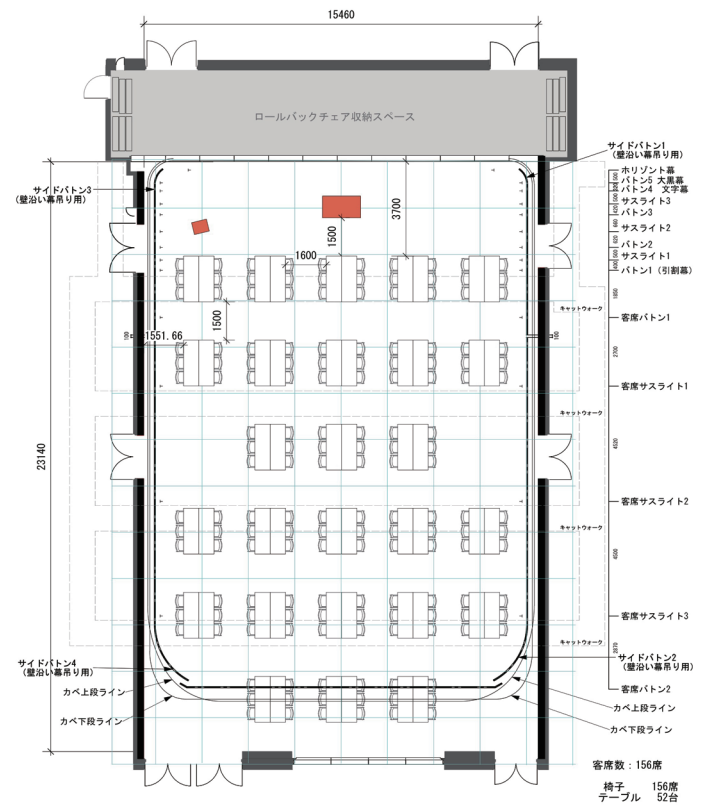 15460
ロールバックチェア収納スペース
サイドバトン1
(壁沿い幕吊り用)
サイドバトン3
(壁沿い幕吊り用)
ホリゾント幕
バトン5 大黒幕
バトン4 文字幕
サスライト3
バトン3
サスライト2
バトン2
サスライト1
バトン1(引割幕)
3700
1500
1600
1500
1551.66
100
100
キャットウォーク
客席バトン1
2700
客席サスライト1
キャットウォーク
4520
23140
客席サスライト2
キャットウォーク
4500
客席サスライト3
キャットウォーク
2870
サイドバトン4
(壁沿い幕吊り用)
サイドバトン2
(壁沿い幕吊り用)
カベ上段ライン
カベ下段ライン
客席バトン2
カベ上段ライン
カベ下段ライン
客席数:156席
椅子 156席
テーブル 52台